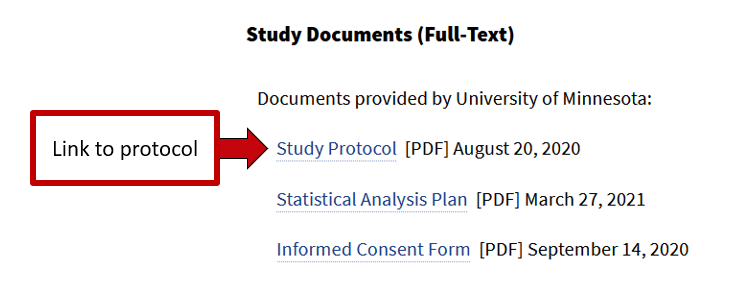 Study Documents (Full-Text)
Documents provided by University of Minnesota:
Link to protocol
Study Protocol [PDF] August 20, 2020
Statistical Analysis Plan [PDF] March 27, 2021
Informed Consent Form [PDF] September 14, 2020